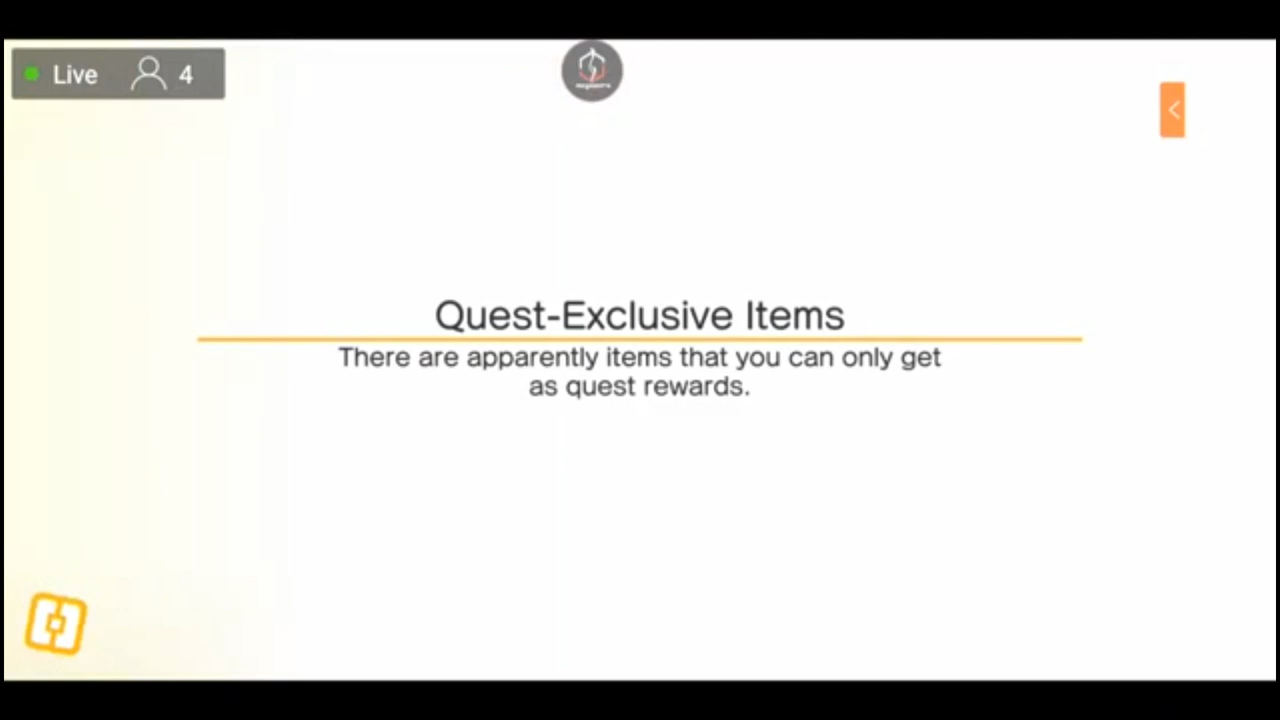 Live 4
Quest-Exclusive Items
There are apparently items that you can only get
as quest rewards.